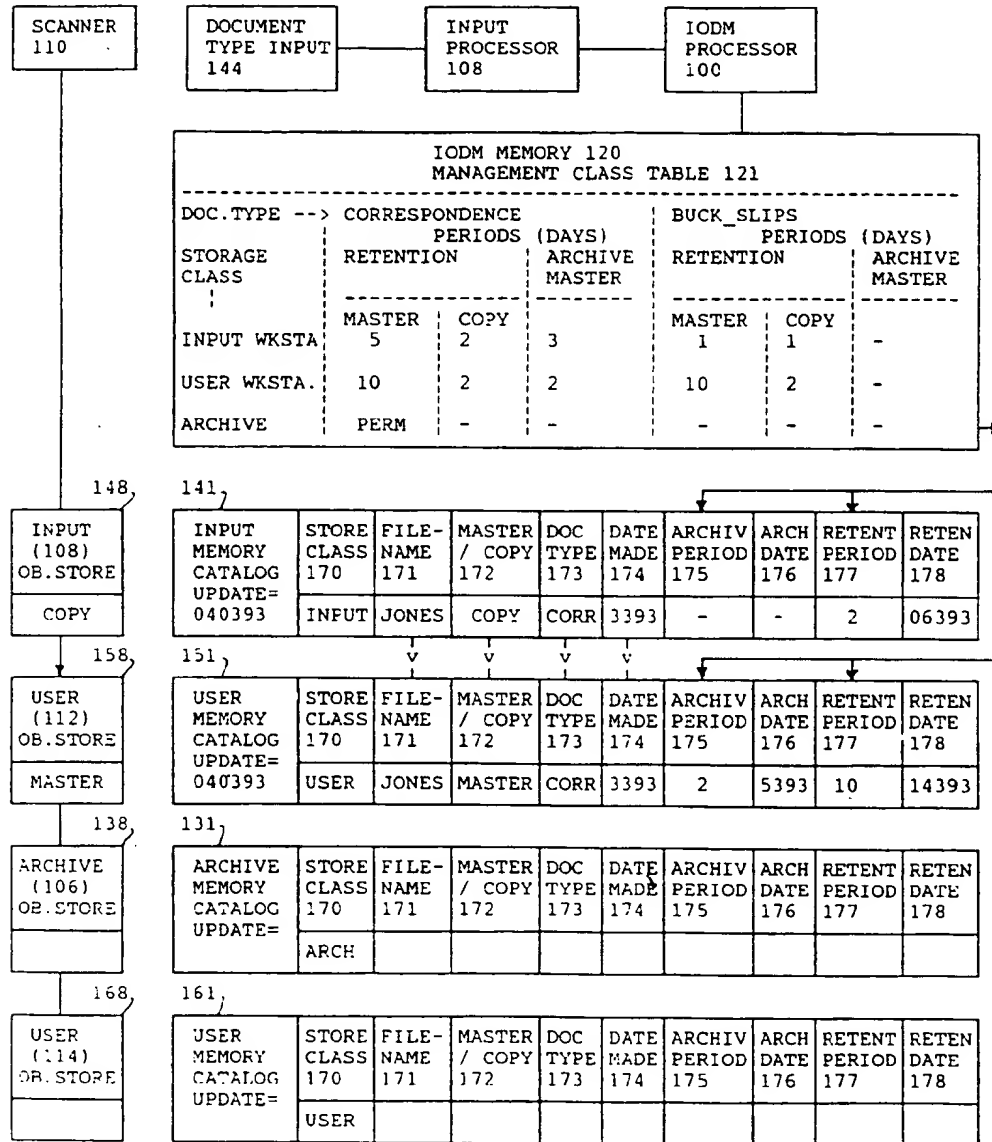 SCANNER
110
DOCUMENT
TYPE INPUT
144
INPUT
PROCESSOR
108
IODM
PROCESSOR
100
IODM MEMORY 120
MANAGEMENT CLASS TABLE 121
DOC.TYPE --> CORRESPONDENCE BUCK_SLIPS
PERIODS (DAYS) PERIODS (DAYS)
STORAGE RETENTION ARCHIVE RETENTION ARCHIVE
CLASS MASTER MASTER
MASTER COPY MASTER COPY
INPUT WKSTA 5 2 3 1 1 -
USER WKSTA. 10 2 2 10 2 -
ARCHIVE PERM - - - - -
148 141
INPUT
(108)
OB.STORE
COPY
INPUT STORE FILE- MASTER DOC DATE ARCHIV ARCH RETENT RETEN
MEMORY CLASS NAME / COPY TYPE MADE PERIOD DATE PERIOD DATE
CATALOG 170 171 172 173 174 175 176 177 178
UPDATE=
040393 INPUT JONES COPY CORR 3393 - - 2 06393
v v v v
158 151
USER
(112)
OB.STORE
MASTER
USER STORE FILE- MASTER DOC DATE ARCHIV ARCH RETENT RETEN
MEMORY CLASS NAME / COPY TYPE MADE PERIOD DATE PERIOD DATE
CATALOG 170 171 172 173 174 175 176 177 178
UPDATE=
040393 USER JONES MASTER CORR 3393 2 5393 10 14393
138 131
ARCHIVE
(106)
OB.STORE
ARCHIVE STORE FILE- MASTER DOC DATE ARCHIV ARCH RETENT RETEN
MEMORY CLASS NAME / COPY TYPE MADE PERIOD DATE PERIOD DATE
CATALOG 170 171 172 173 174 175 176 177 178
UPDATE=
ARCH
168 161
USER
(114)
OB.STORE
USER STORE FILE- MASTER DOC DATE ARCHIV ARCH RETENT RETEN
MEMORY CLASS NAME / COPY TYPE MADE PERIOD DATE PERIOD DATE
CATALOG 170 171 172 173 174 175 176 177 178
UPDATE=
USER